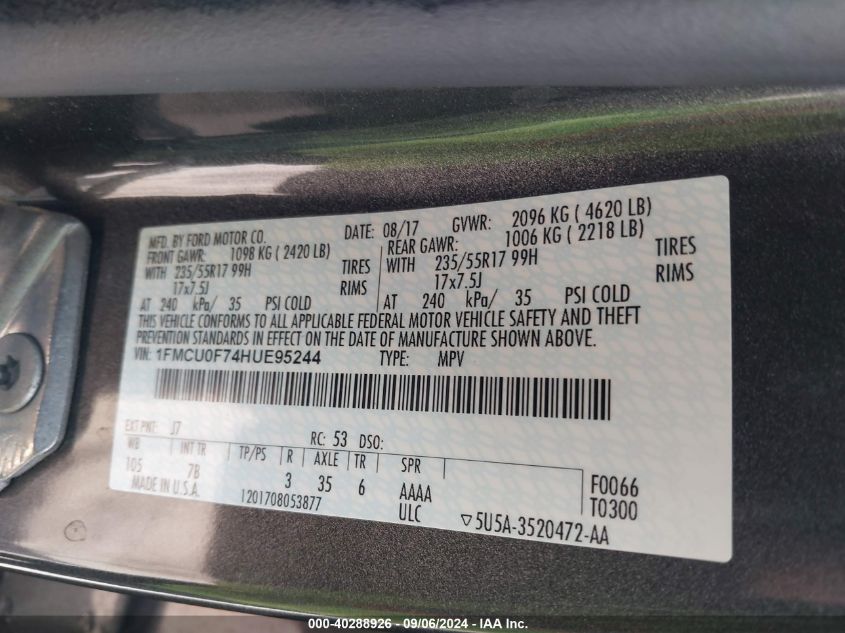 MFD. BY FORD MOTOR CO. DATE: 08/17 GVWR: 2096 KG ( 4620 LB)
FRONT GAWR: 1098 KG ( 2420 LB) REAR GAWR: 1006 KG ( 2218 LB)
WITH 235/55R17 99H TIRES WITH 235/55R17 99H TIRES
17x7.5J RIMS 17x7.5J RIMS
AT 240 kPa/ 35 PSI COLD AT 240 kPa/ 35 PSI COLD
THIS VEHICLE CONFORMS TO ALL APPLICABLE FEDERAL MOTOR VEHICLE SAFETY AND THEFT
PREVENTION STANDARDS IN EFFECT ON THE DATE OF MANUFACTURE SHOWN ABOVE.
VIN: 1FMCU0F74HUE95244 TYPE: MPV
EXT PNT: J7 RC: 53 DSO:
WB INT TR TP/PS R AXLE TR SPR
105 7B 3 35 6 AAAA F0066
MADE IN U.S.A. 1201708053877 ULC T0300
▽5U5A-3520472-AA
000-40288926 - 09/06/2024 - IAA Inc.